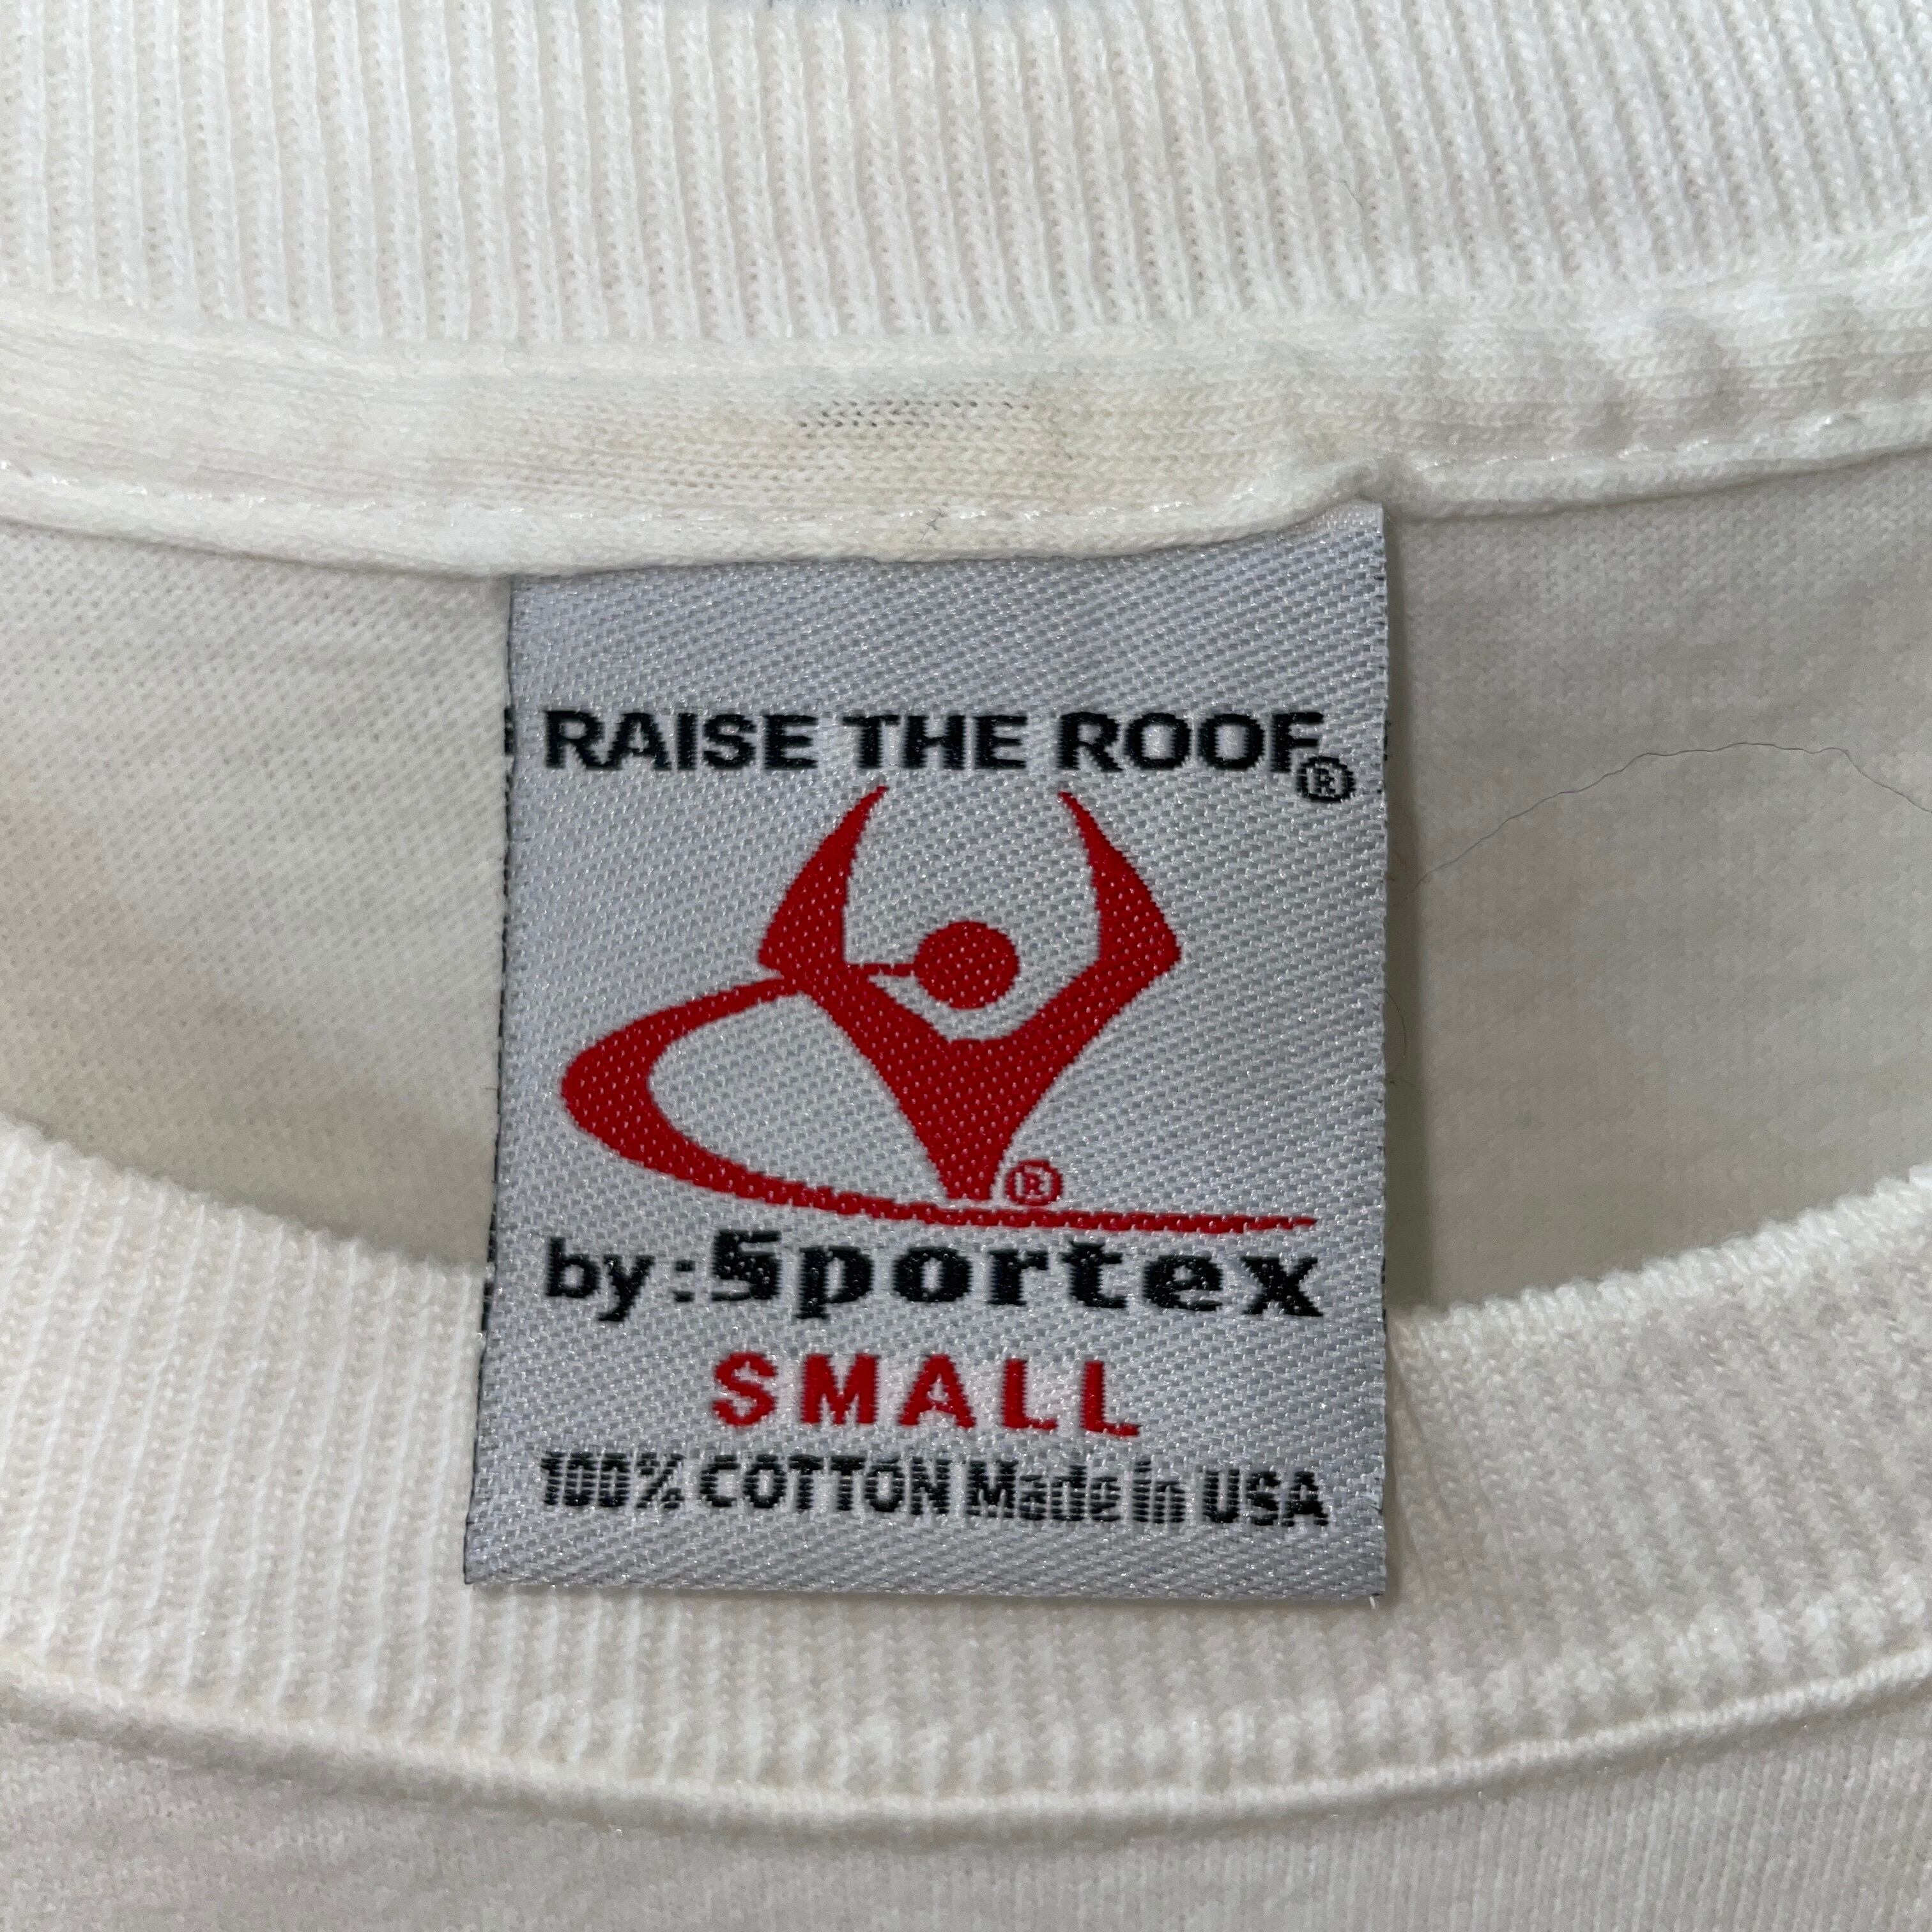 RAISE THE ROOF®
®
by: Sportex
SMALL
100% COTTON Made in USA